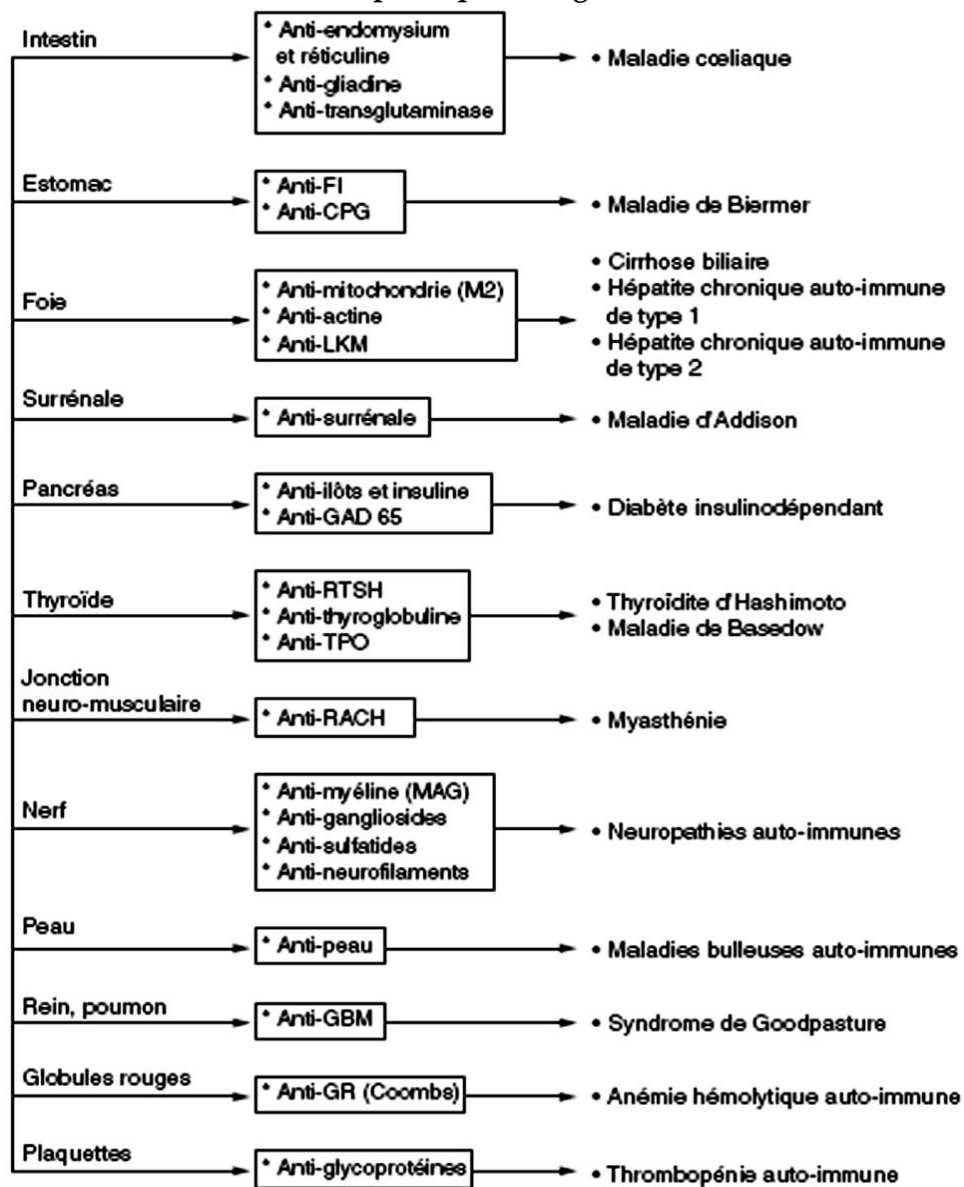 Intestin
* Anti-endomysium
et réticuline
* Anti-gliadine
* Anti-transglutaminase
• Maladie cœliaque
Estomac
* Anti-FI
* Anti-CPG
• Maladie de Biermer
Foie
* Anti-mitochondrie (M2)
* Anti-actine
* Anti-LKM
• Cirrhose biliaire
• Hépatite chronique auto-immune
de type 1
• Hépatite chronique auto-immune
de type 2
Surrénale
* Anti-surrénale
• Maladie d'Addison
Pancréas
* Anti-ilôts et insuline
* Anti-GAD 65
• Diabète insulinodépendant
Thyroïde
* Anti-RTSH
* Anti-thyroglobuline
* Anti-TPO
• Thyroïdite d'Hashimoto
• Maladie de Basedow
Jonction
neuro-musculaire
* Anti-RACH
• Myasthénie
Nerf
* Anti-myéline (MAG)
* Anti-gangliosides
* Anti-sulfatides
* Anti-neurofilaments
• Neuropathies auto-immunes
Peau
* Anti-peau
• Maladies bulleuses auto-immunes
Rein, poumon
* Anti-GBM
• Syndrome de Goodpasture
Globules rouges
* Anti-GR (Coombs)
• Anémie hémolytique auto-immune
Plaquettes
* Anti-glycoprotéines
• Thrombopénie auto-immune